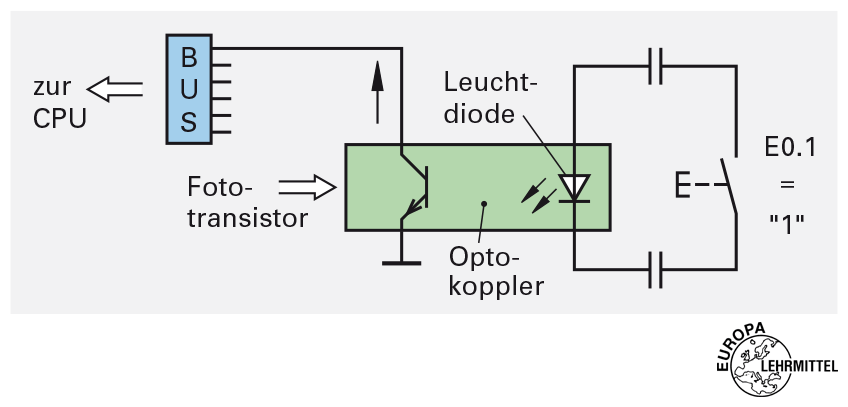 zur
CPU
B
U
S
Leucht-
diode
Foto-
transistor
Opto-
koppler
E0.1
=
"1"
EUROPA
LEHRMITTEL